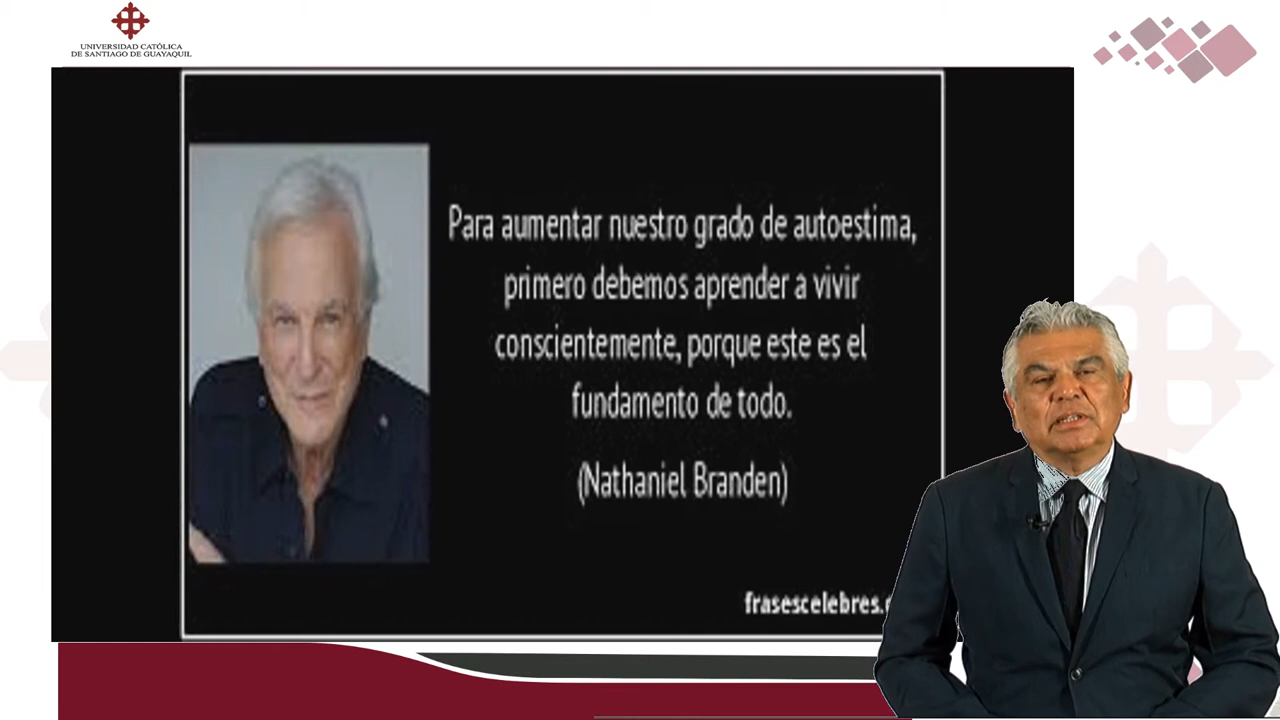 UNIVERSIDAD CATÓLICA
DE SANTIAGO DE GUAYAQUIL
Para aumentar nuestro grado de autoestima,
primero debemos aprender a vivir
conscientemente, porque este es el
fundamento de todo.
(Nathaniel Branden)
frasescelebres.